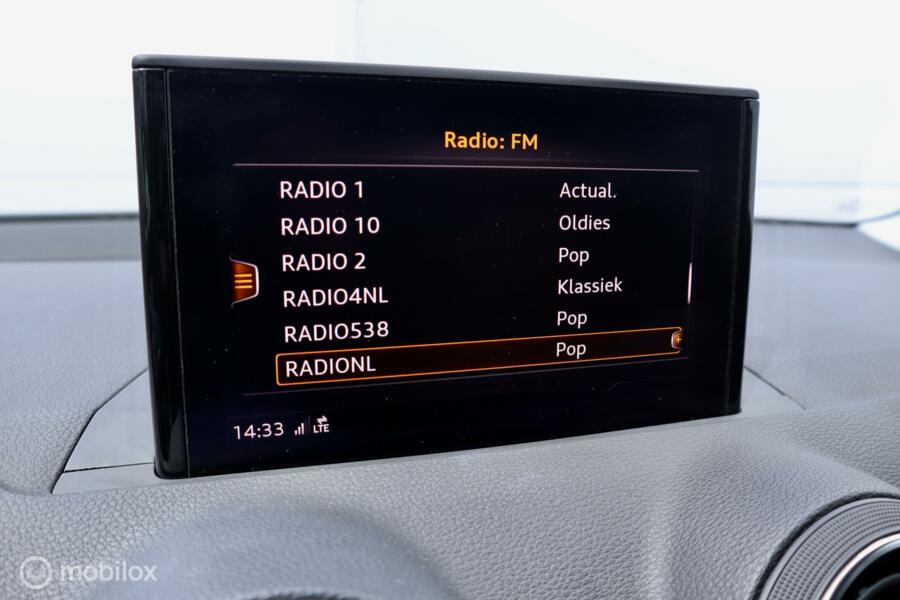 Radio: FM
RADIO 1 Actual.
RADIO 10 Oldies
RADIO 2 Pop
RADIO4NL Klassiek
RADIO538 Pop
RADIONL Pop
14:33 LTE
mobilox